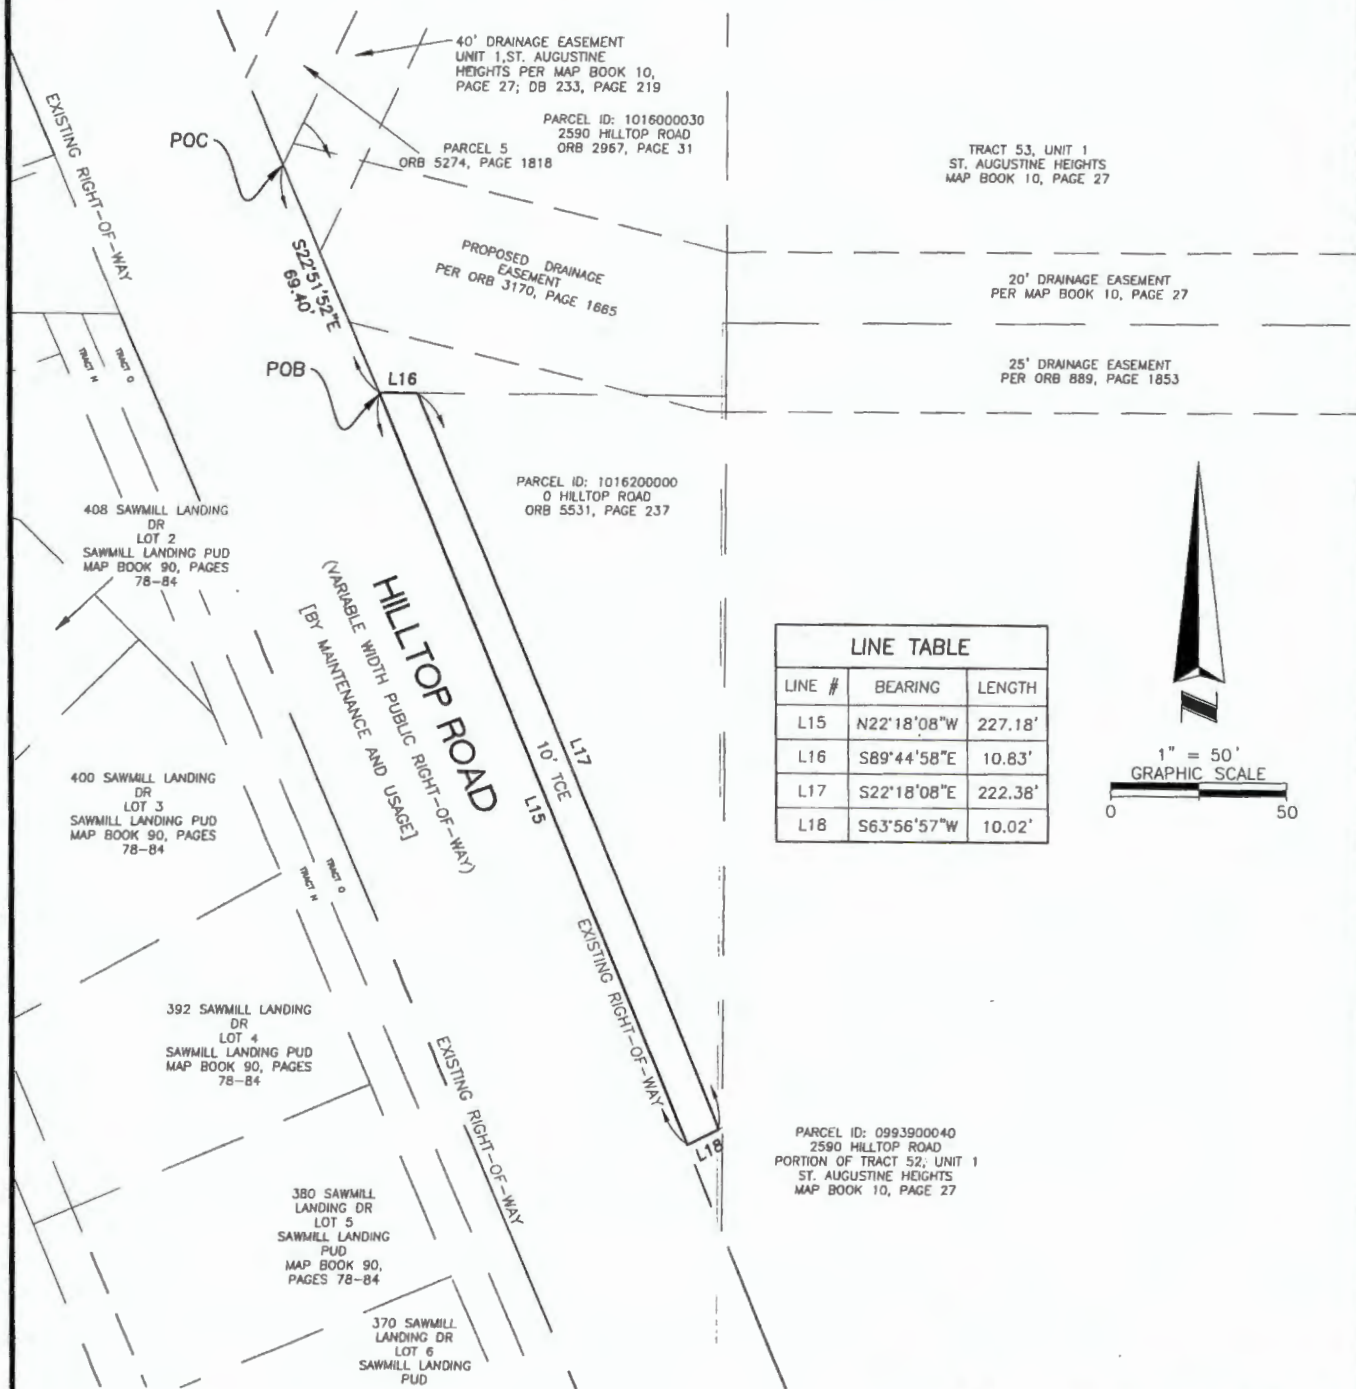 40' DRAINAGE EASEMENT
UNIT 1,ST. AUGUSTINE
HEIGHTS PER MAP BOOK 10,
PAGE 27; DB 233, PAGE 219
EXISTING RIGHT-OF-WAY
POC
PARCEL 5
ORB 5274, PAGE 1818
PARCEL ID: 1016000030
2590 HILLTOP ROAD
ORB 2967, PAGE 31
TRACT 53, UNIT 1
ST. AUGUSTINE HEIGHTS
MAP BOOK 10, PAGE 27
S22°51'52"E
69.40'
PROPOSED DRAINAGE
EASEMENT
PER ORB 3170, PAGE 1665
20' DRAINAGE EASEMENT
PER MAP BOOK 10, PAGE 27
25' DRAINAGE EASEMENT
PER ORB 889, PAGE 1853
TRACT N
TRACT O
POB
L16
PARCEL ID: 1016200000
0 HILLTOP ROAD
ORB 5531, PAGE 237
408 SAWMILL LANDING
DR
LOT 2
SAWMILL LANDING PUD
MAP BOOK 90, PAGES
78-84
HILLTOP ROAD
(VARIABLE WIDTH PUBLIC RIGHT-OF-WAY)
[BY MAINTENANCE AND USAGE]
L17
10' TCE
L15
LINE TABLE
LINE # BEARING LENGTH
L15 N22°18'08"W 227.18'
L16 S89°44'58"E 10.83'
L17 S22°18'08"E 222.38'
L18 S63°56'57"W 10.02'
N
1" = 50'
GRAPHIC SCALE
0 50
400 SAWMILL LANDING
DR
LOT 3
SAWMILL LANDING PUD
MAP BOOK 90, PAGES
78-84
TRACT N
TRACT O
EXISTING RIGHT-OF-WAY
392 SAWMILL LANDING
DR
LOT 4
SAWMILL LANDING PUD
MAP BOOK 90, PAGES
78-84
EXISTING RIGHT-OF-WAY
L18
PARCEL ID: 0993900040
2590 HILLTOP ROAD
PORTION OF TRACT 52, UNIT 1
ST. AUGUSTINE HEIGHTS
MAP BOOK 10, PAGE 27
380 SAWMILL
LANDING DR
LOT 5
SAWMILL LANDING
PUD
MAP BOOK 90,
PAGES 78-84
370 SAWMILL
LANDING DR
LOT 6
SAWMILL LANDING
PUD